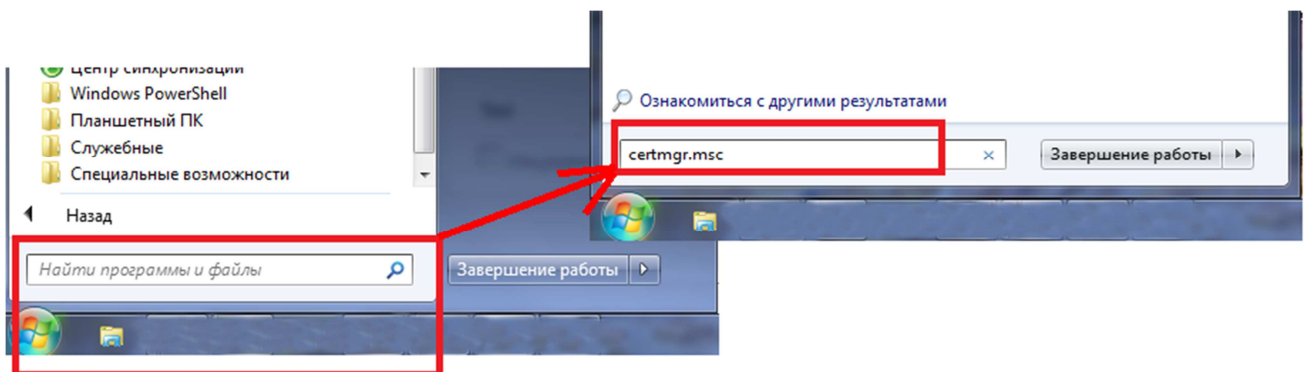 Центр синхронизации
Windows PowerShell
Планшетный ПК
Служебные
Специальные возможности
Назад
Найти программы и файлы
Завершение работы
Ознакомиться с другими результатами
certmgr.msc
Завершение работы